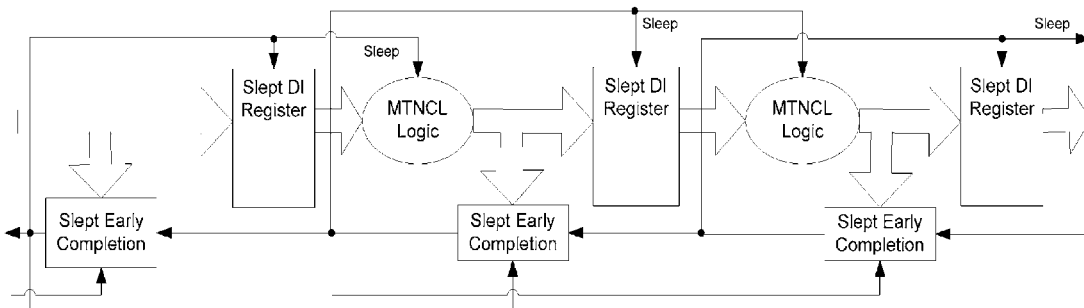 Sleep
Sleep
Sleep
Slept DI
Register
MTNCL
Logic
Slept DI
Register
MTNCL
Logic
Slept DI
Register
Slept Early
Completion
Slept Early
Completion
Slept Early
Completion